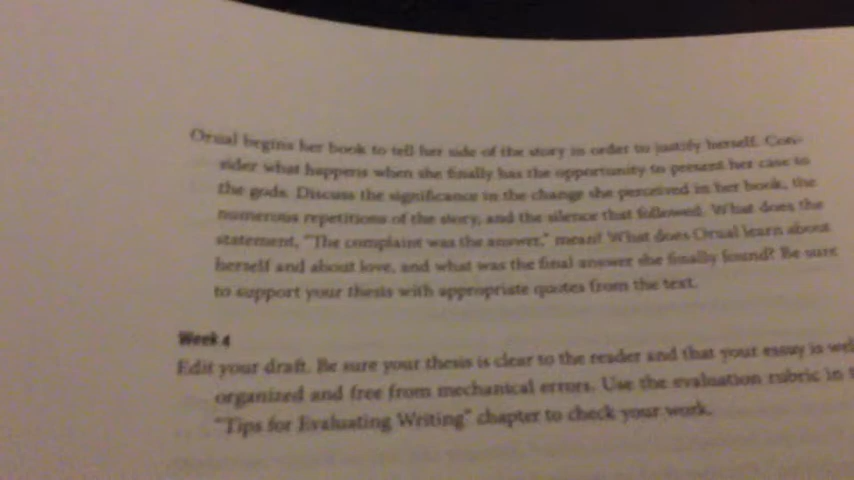 Orual begins her book to tell her side of the story in order to justify herself. Con-
sider what happens when she finally has the opportunity to present her case to
the gods. Discuss the significance in the change she perceived in her book, the
numerous repetitions of the story, and the silence that followed. What does the
statement, "The complaint was the answer," mean? What does Orual learn about
herself and about love, and what was the final answer she finally found? Be sure
to support your thesis with appropriate quotes from the text.
Week 4
Edit your draft. Be sure your thesis is clear to the reader and that your essay is
organized and free from mechanical errors. Use the evaluation rubric in
"Tips for Evaluating Writing" chapter to check your work.